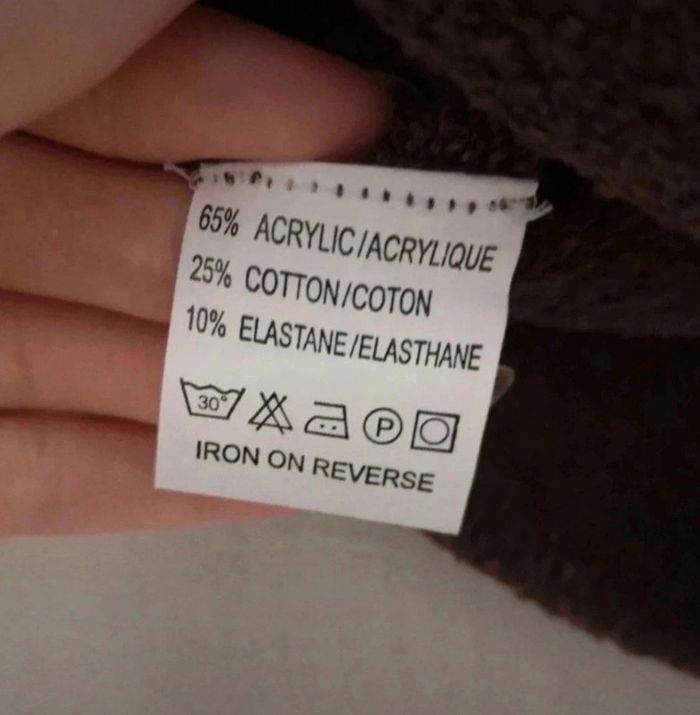 65% ACRYLIC/ACRYLIQUE
25% COTTON/COTON
10% ELASTANE/ELASTHANE
30° P
IRON ON REVERSE